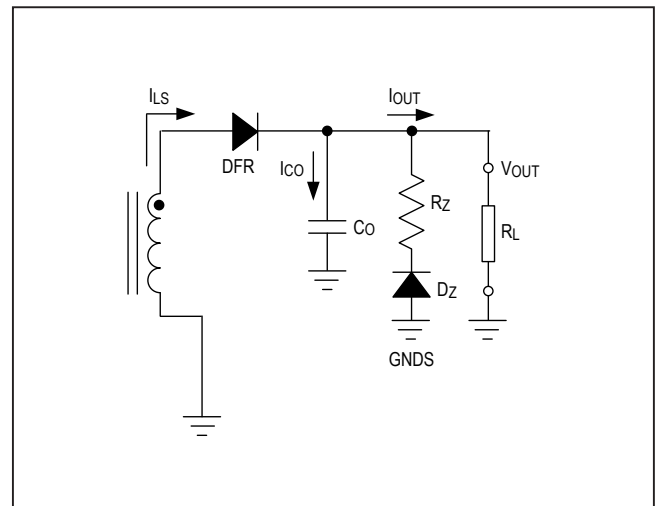 ILS
IOUT
DFR
ICO
VOUT
RZ
CO
RL
DZ
GNDS